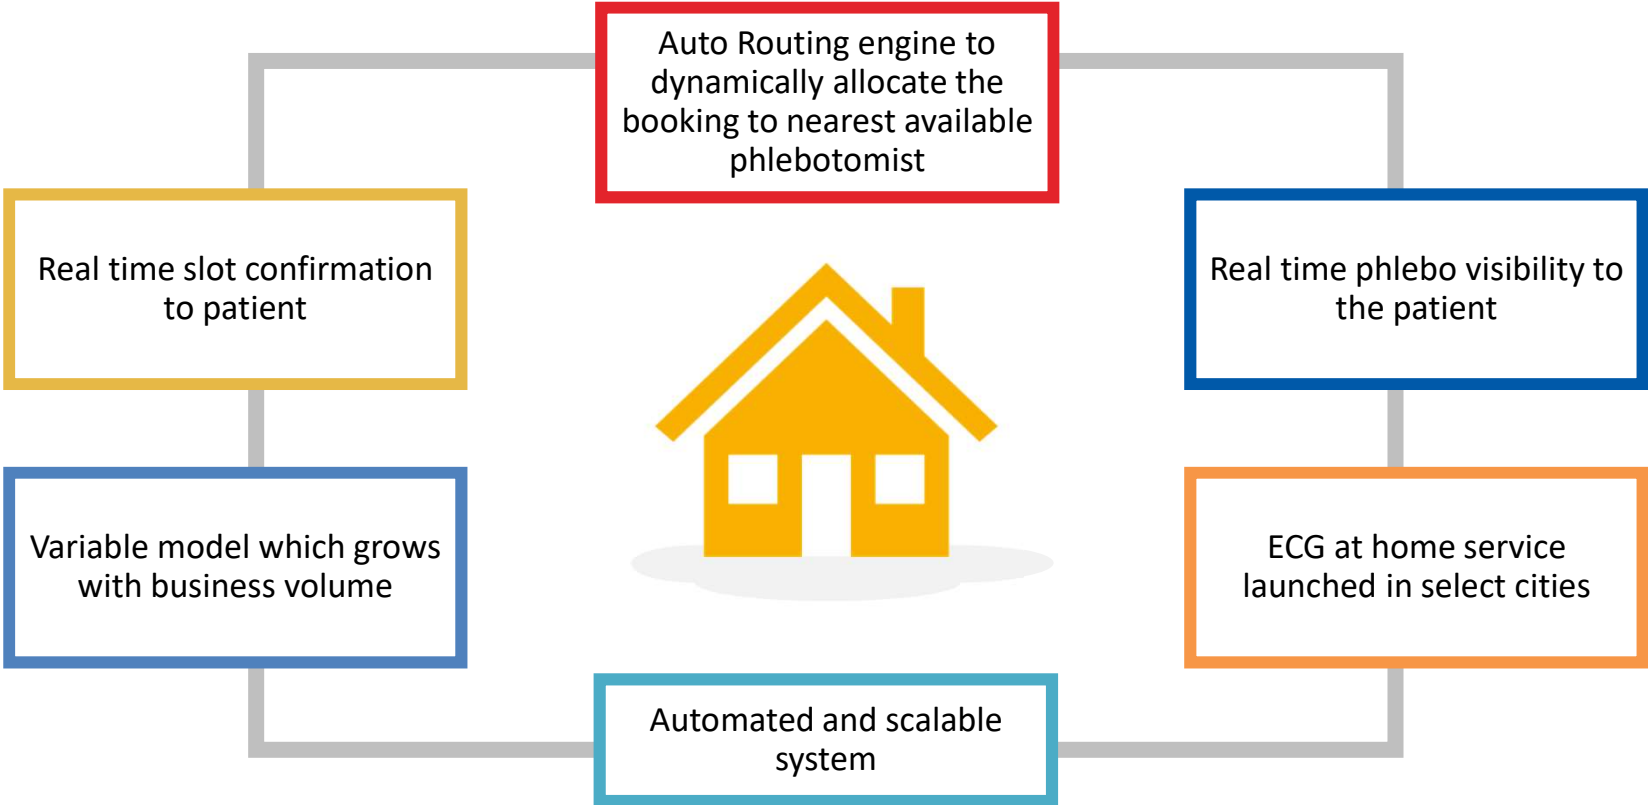 Auto Routing engine to
dynamically allocate the
booking to nearest available
phlebotomist
Real time slot confirmation
to patient
Real time phlebo visibility to
the patient
Variable model which grows
with business volume
ECG at home service
launched in select cities
Automated and scalable
system